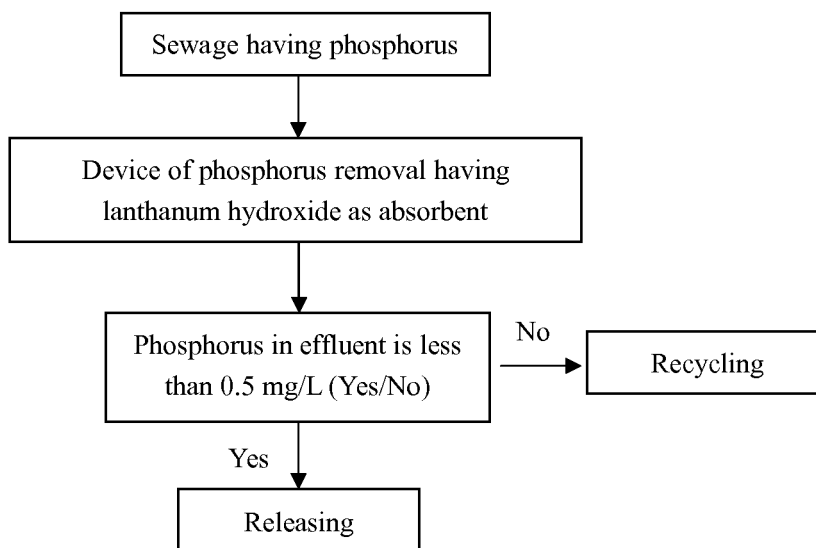 Sewage having phosphorus
Device of phosphorus removal having
lanthanum hydroxide as absorbent
Phosphorus in effluent is less
than 0.5 mg/L (Yes/No)
No
Recycling
Yes
Releasing